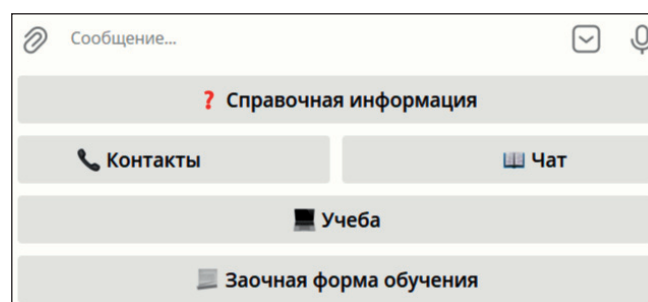 Сообщение...
❓ Справочная информация
📞 Контакты
📖 Чат
💻 Учеба
📜 Заочная форма обучения